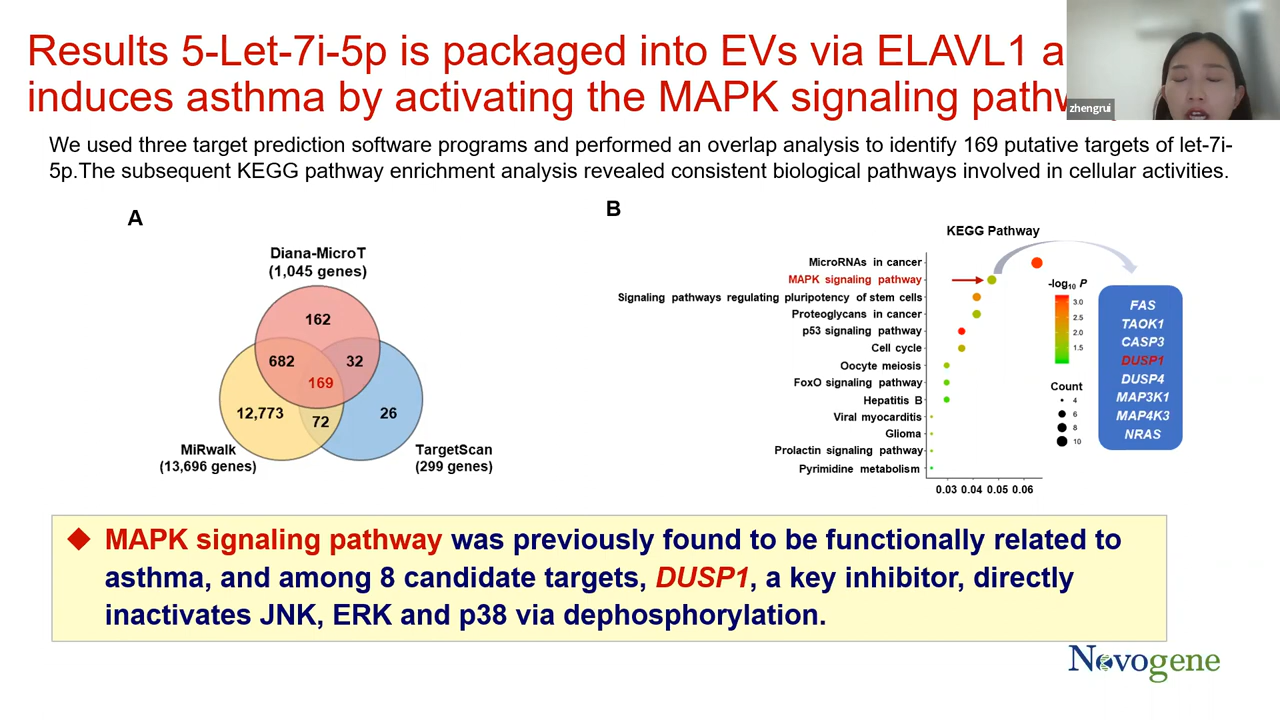 Results 5-Let-7i-5p is packaged into EVs via ELAVL1 a
induces asthma by activating the MAPK signaling pathw
zhengrui
We used three target prediction software programs and performed an overlap analysis to identify 169 putative targets of let-7i-
5p.The subsequent KEGG pathway enrichment analysis revealed consistent biological pathways involved in cellular activities.
A
Diana-MicroT
(1,045 genes)
162
682
32
169
12,773
72
26
MiRwalk
(13,696 genes)
TargetScan
(299 genes)
B
KEGG Pathway
MicroRNAs in cancer
MAPK signaling pathway
Signaling pathways regulating pluripotency of stem cells
Proteoglycans in cancer
p53 signaling pathway
Cell cycle
Oocyte meiosis
FoxO signaling pathway
Hepatitis B
Viral myocarditis
Glioma
Prolactin signaling pathway
Pyrimidine metabolism
0.03 0.04 0.05 0.06
-log10 P
3.0
2.5
2.0
1.5
Count
4
6
8
10
FAS
TAOK1
CASP3
DUSP1
DUSP4
MAP3K1
MAP4K3
NRAS
MAPK signaling pathway was previously found to be functionally related to
asthma, and among 8 candidate targets, DUSP1, a key inhibitor, directly
inactivates JNK, ERK and p38 via dephosphorylation.
Novogene